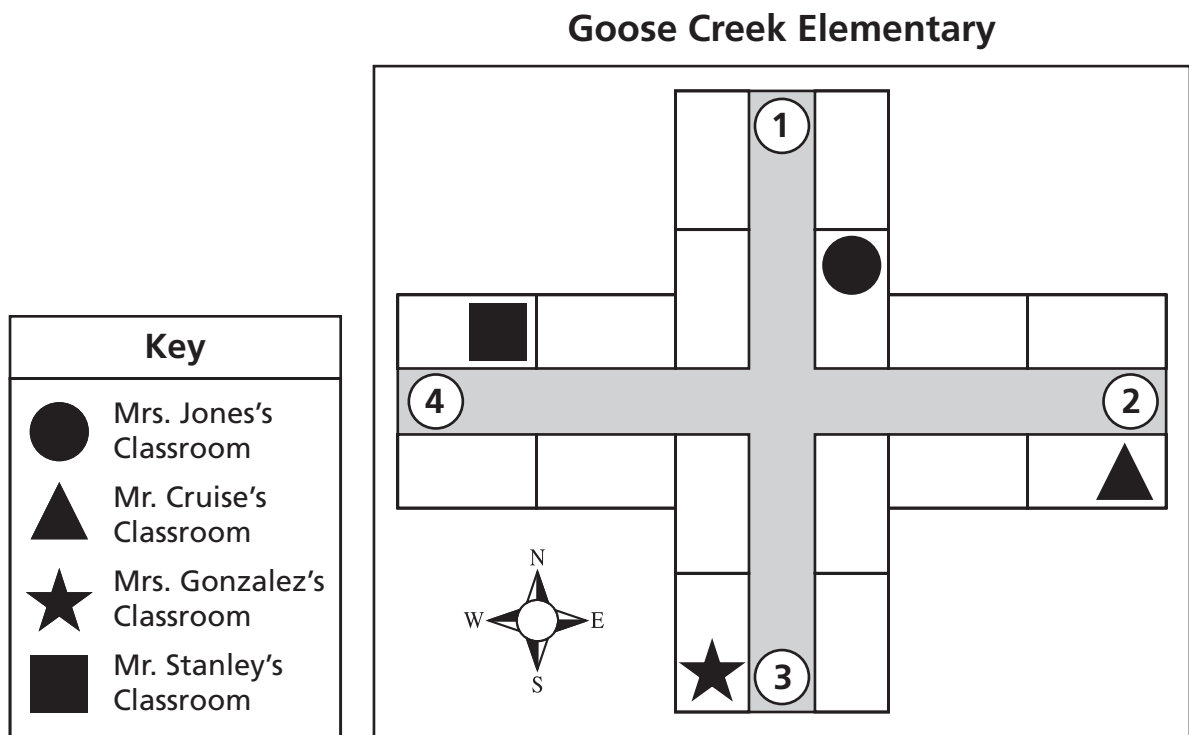 Goose Creek Elementary
1
4
2
3
N
W
E
S
Key
Mrs. Jones's
Classroom
Mr. Cruise's
Classroom
Mrs. Gonzalez's
Classroom
Mr. Stanley's
Classroom